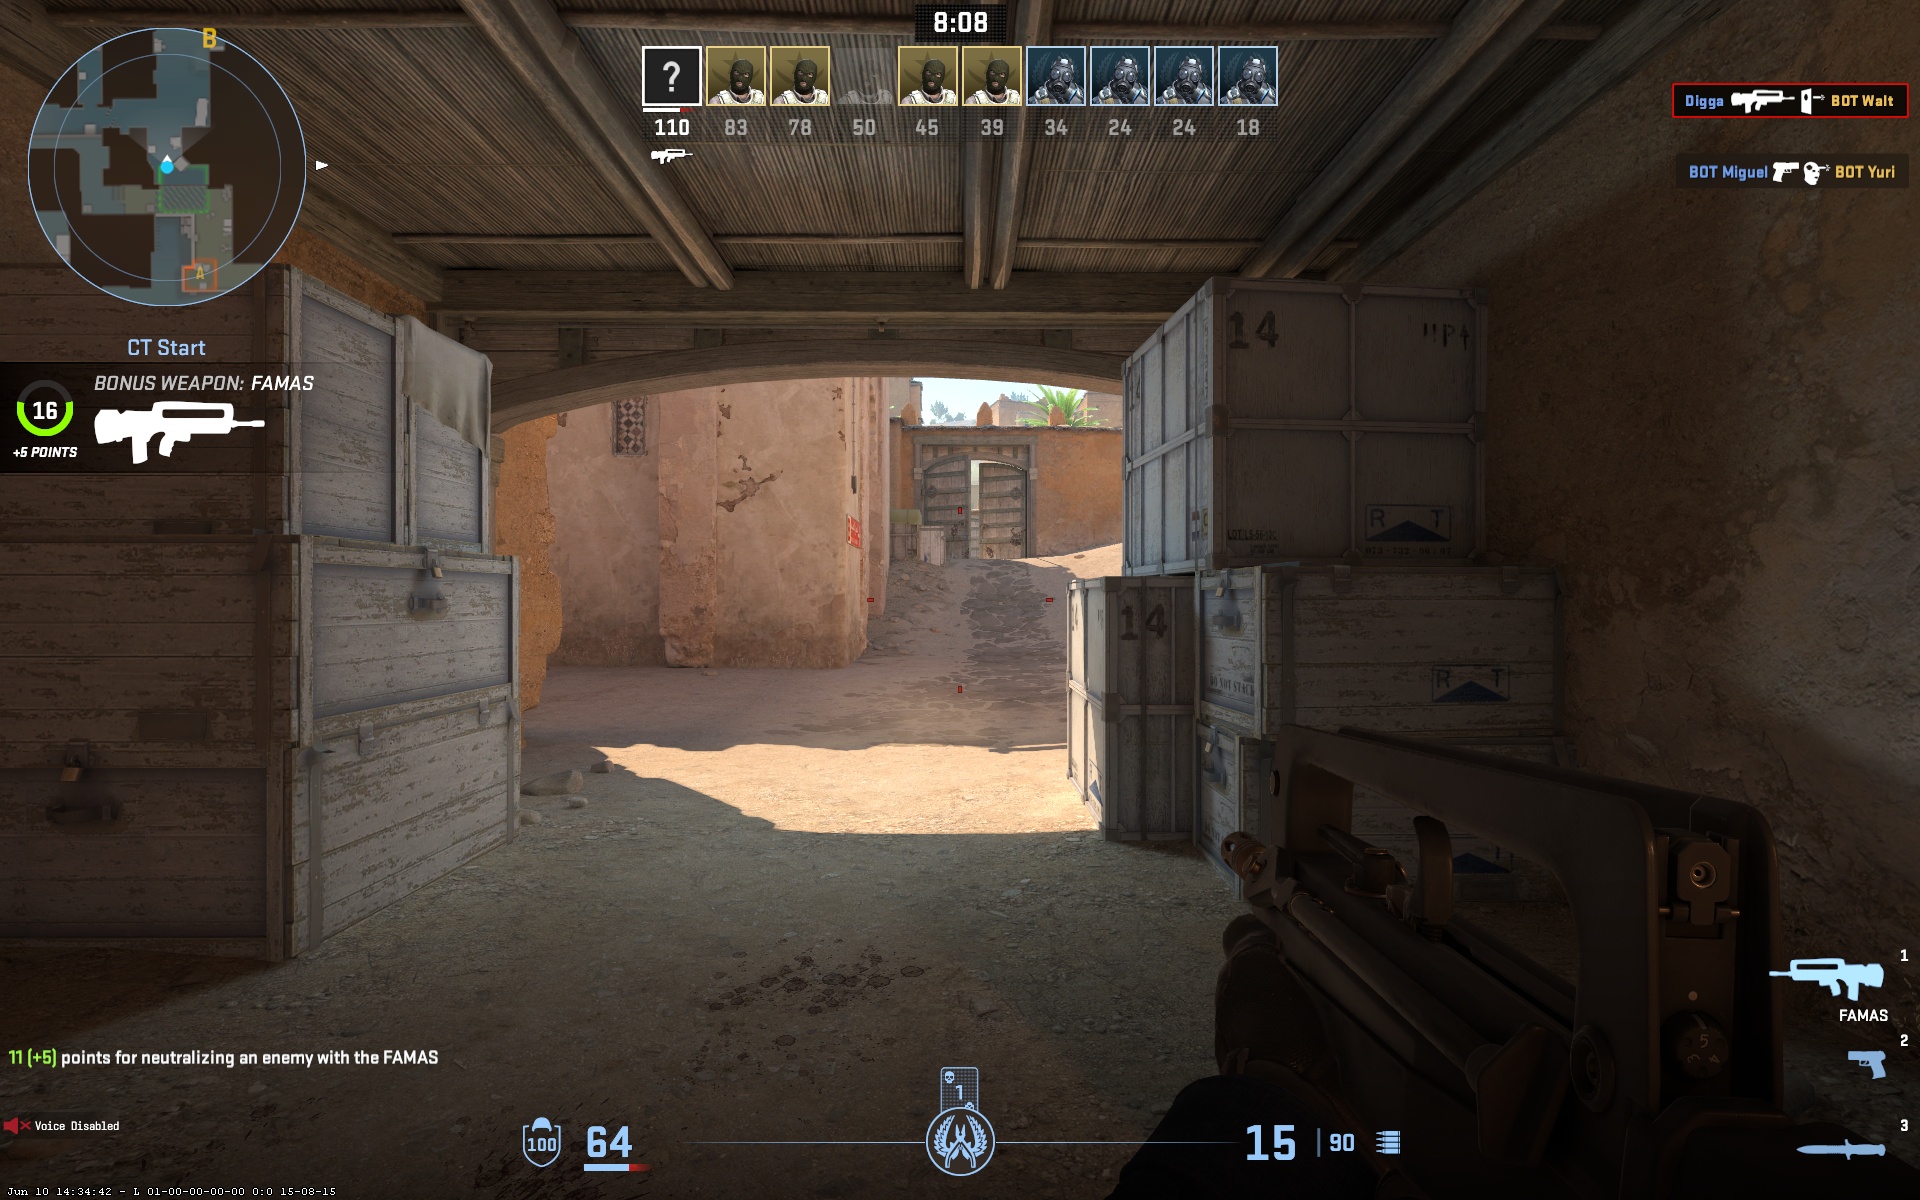 8:08
B
?
110 83 78 50 45 39 34 24 24 18
Digga BOT Walt
BOT Miguel BOT Yuri
A
CT Start
BONUS WEAPON: FAMAS
16
+5 POINTS
14
R T
14
R T
1
FAMAS
2
3
11 (+5) points for neutralizing an enemy with the FAMAS
Voice Disabled
1
100 64
15 90
5
Jun 10 14:34:42 - L 01-00-00-00-00 0:0 15-08-15